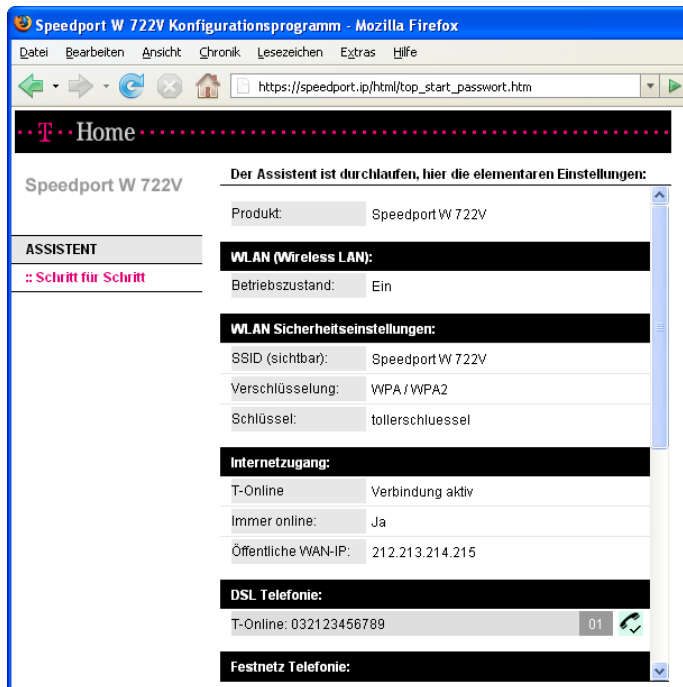 Speedport W 722V Konfigurationsprogramm - Mozilla Firefox
Datei Bearbeiten Ansicht Chronik Lesezeichen Extras Hilfe
https://speedport.ip/html/top_start_passwort.htm
T Home
Speedport W 722V
ASSISTENT
:: Schritt für Schritt
Der Assistent ist durchlaufen, hier die elementaren Einstellungen:
Produkt: Speedport W 722V
WLAN (Wireless LAN):
Betriebszustand: Ein
WLAN Sicherheitseinstellungen:
SSID (sichtbar): Speedport W 722V
Verschlüsselung: WPA / WPA2
Schlüssel: tollerschluessel
Internetzugang:
T-Online Verbindung aktiv
Immer online: Ja
Öffentliche WAN-IP: 212.213.214.215
DSL Telefonie:
T-Online: 032123456789 01
Festnetz Telefonie: